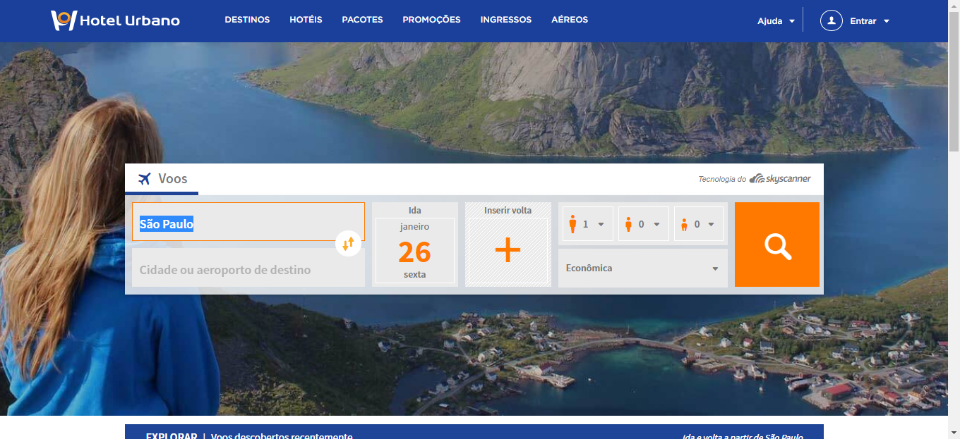 Hotel Urbano
DESTINOS HOTÉIS PACOTES PROMOÇÕES INGRESSOS AÉREOS
Ajuda Entrar
Voos
Tecnologia do skyscanner
São Paulo
Cidade ou aeroporto de destino
Ida
janeiro
26
sexta
Inserir volta
+
1 0 0
Econômica
EXPLORAR | Voos descobertos recentemente
Ida e volta a partir de São Paulo